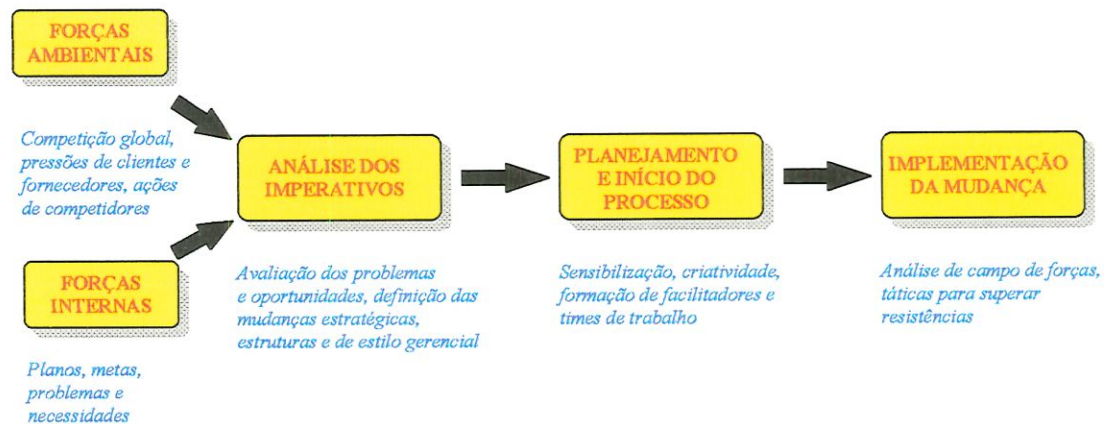 FORÇAS
AMBIENTAIS
Competição global,
pressões de clientes e
fornecedores, ações
de competidores
FORÇAS
INTERNAS
Planos, metas,
problemas e
necessidades
ANÁLISE DOS
IMPERATIVOS
Avaliação dos problemas
e oportunidades, definição das
mudanças estratégicas,
estruturas e de estilo gerencial
PLANEJAMENTO
E INÍCIO DO
PROCESSO
Sensibilização, criatividade,
formação de facilitadores e
times de trabalho
IMPLEMENTAÇÃO
DA MUDANÇA
Análise de campo de forças,
táticas para superar
resistências